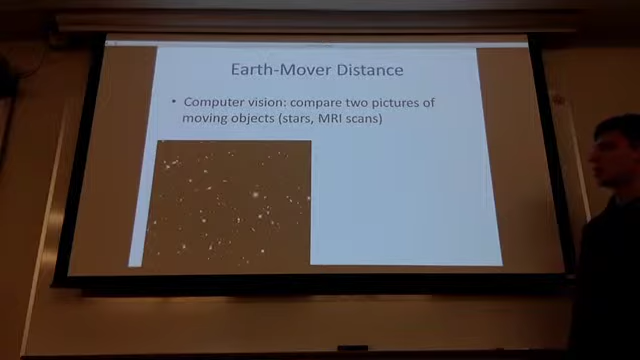 Earth-Mover Distance
• Computer vision: compare two pictures of
moving objects (stars, MRI scans)